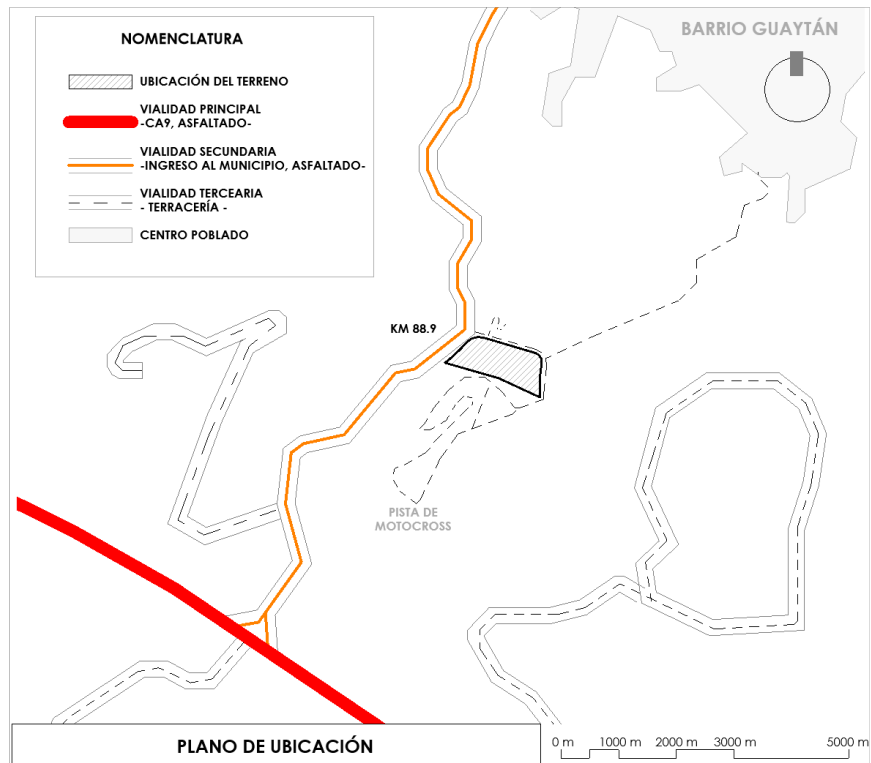 NOMENCLATURA
UBICACIÓN DEL TERRENO
VIALIDAD PRINCIPAL
-CA9, ASFALTADO-
VIALIDAD SECUNDARIA
-INGRESO AL MUNICIPIO, ASFALTADO-
VIALIDAD TERCEARIA
- TERRACERÍA -
CENTRO POBLADO
BARRIO GUAYTÁN
KM 88.9
PISTA DE
MOTOCROSS
PLANO DE UBICACIÓN
0 m 1000 m 2000 m 3000 m 5000 m